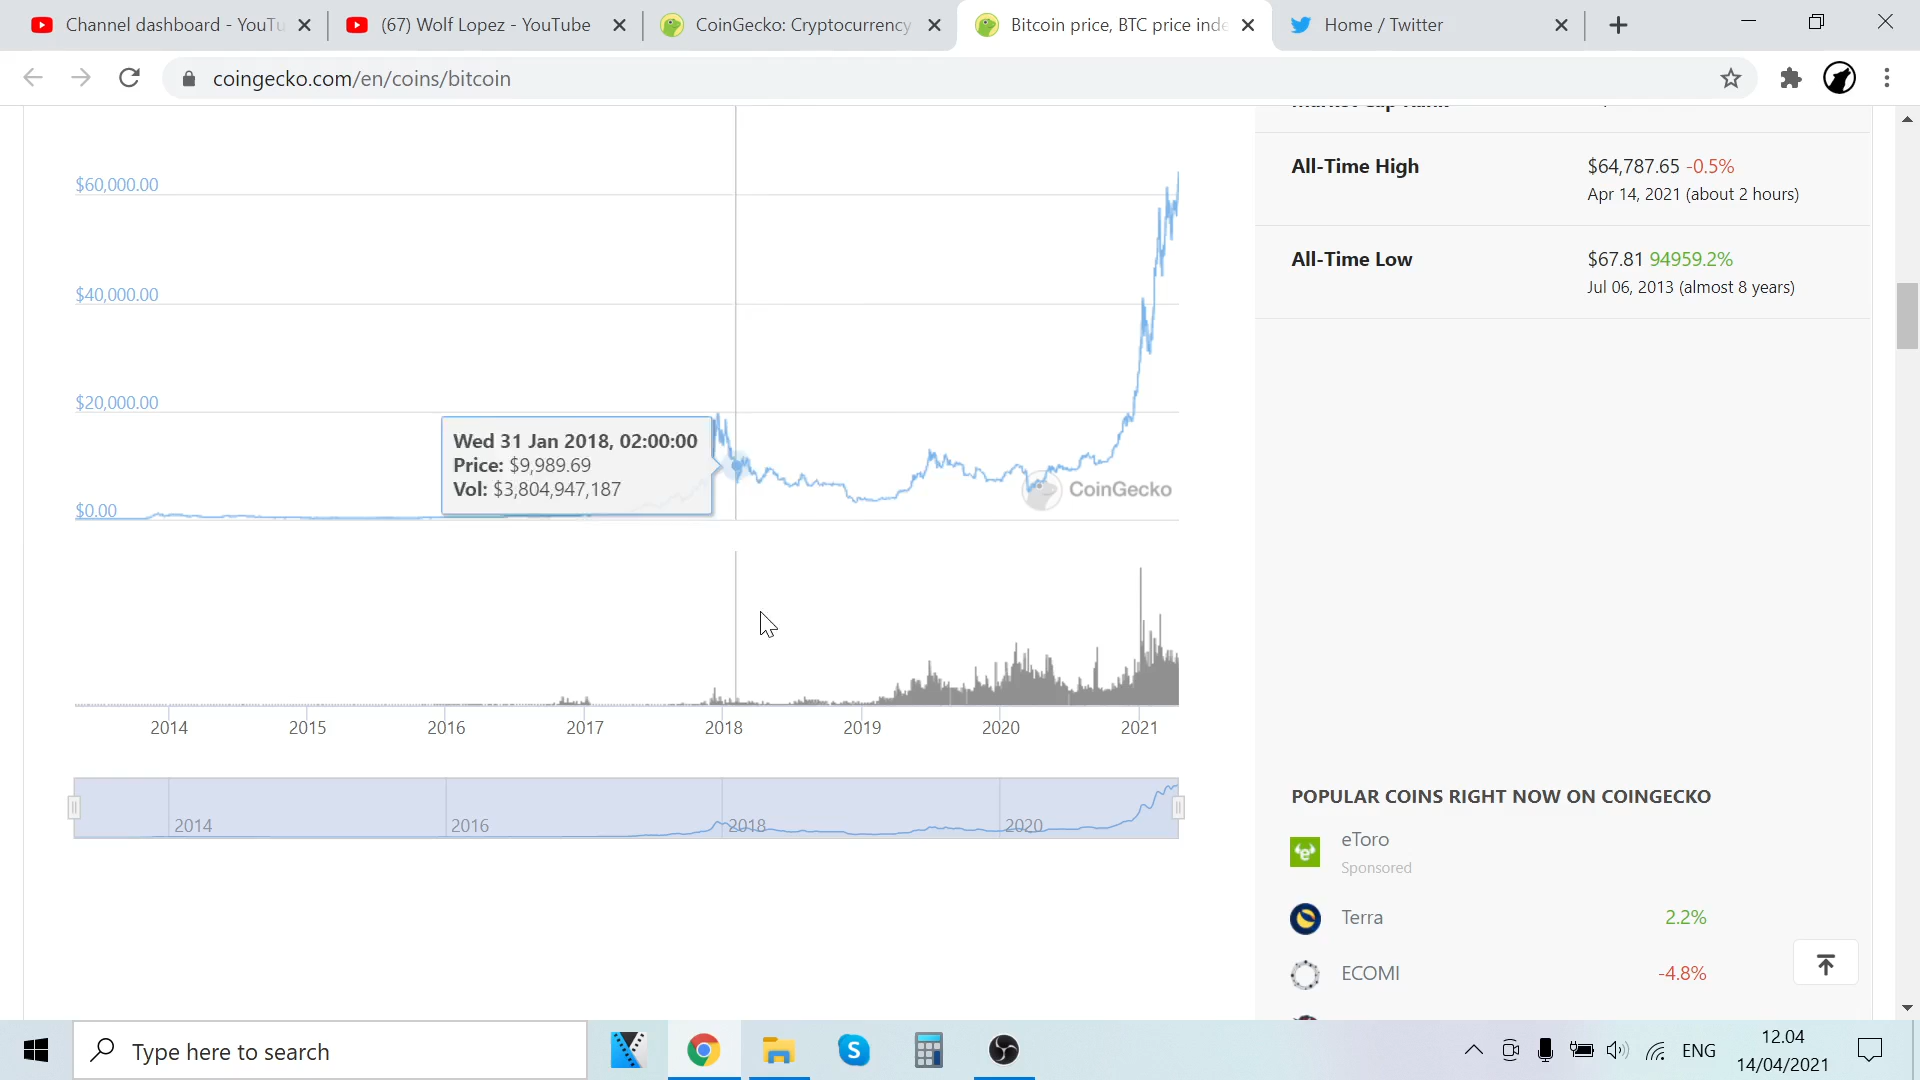 Channel dashboard - YouTu
(67) Wolf Lopez - YouTube
CoinGecko: Cryptocurrency
Bitcoin price, BTC price inde
Home / Twitter
coingecko.com/en/coins/bitcoin
$60,000.00
$40,000.00
$20,000.00
$0.00
Wed 31 Jan 2018, 02:00:00
Price: $9,989.69
Vol: $3,804,947,187
CoinGecko
2014 2015 2016 2017 2018 2019 2020 2021
2014 2016 2018 2020
All-Time High
$64,787.65 -0.5%
Apr 14, 2021 (about 2 hours)
All-Time Low
$67.81 94959.2%
Jul 06, 2013 (almost 8 years)
POPULAR COINS RIGHT NOW ON COINGECKO
eToro
Sponsored
Terra 2.2%
ECOMI -4.8%
Type here to search
ENG
12.04
14/04/2021